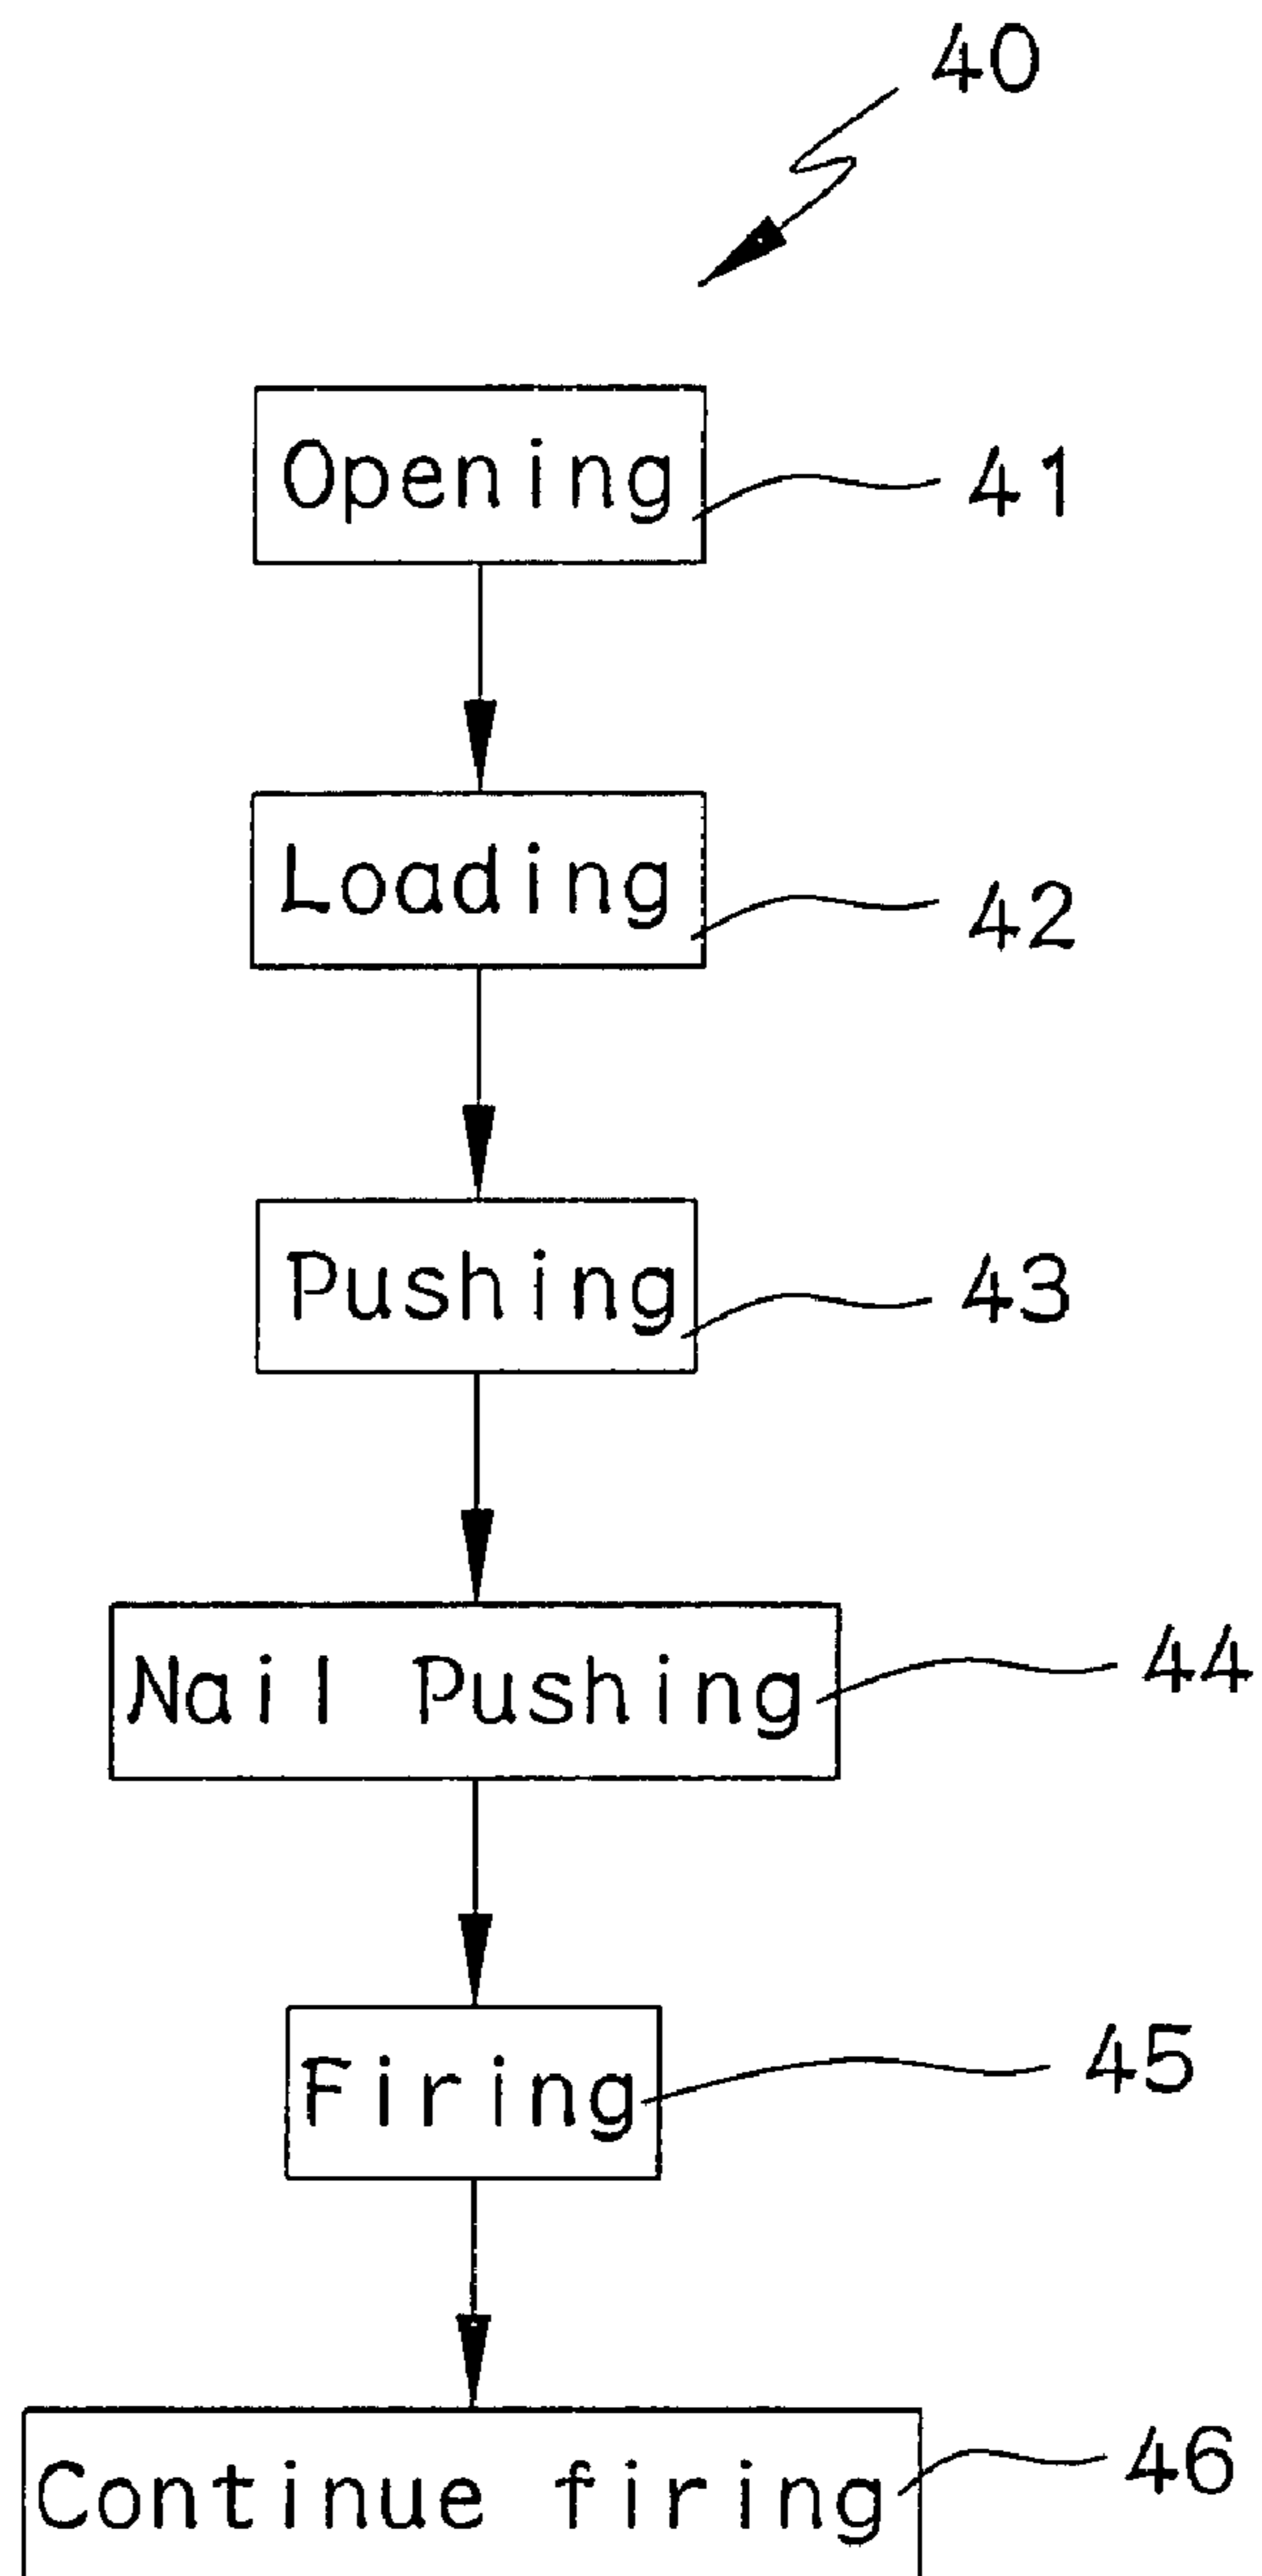 40
Opening 41
Loading 42
Pushing 43
Nail Pushing 44
Firing 45
Continue firing 46